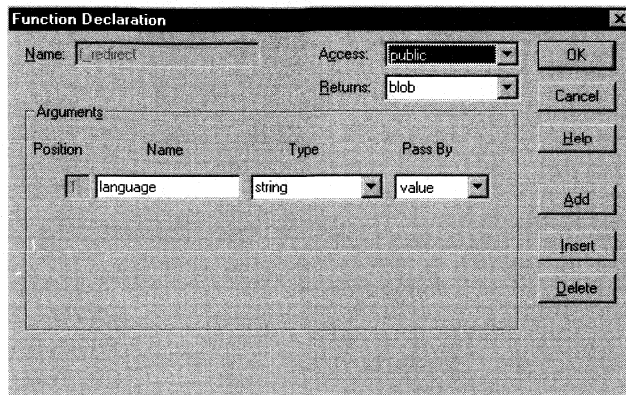 Function Declaration
Name: f_redirect
Access: public
OK
Returns: blob
Cancel
Arguments
Help
Position Name Type Pass By
1 language string value
Add
Insert
Delete